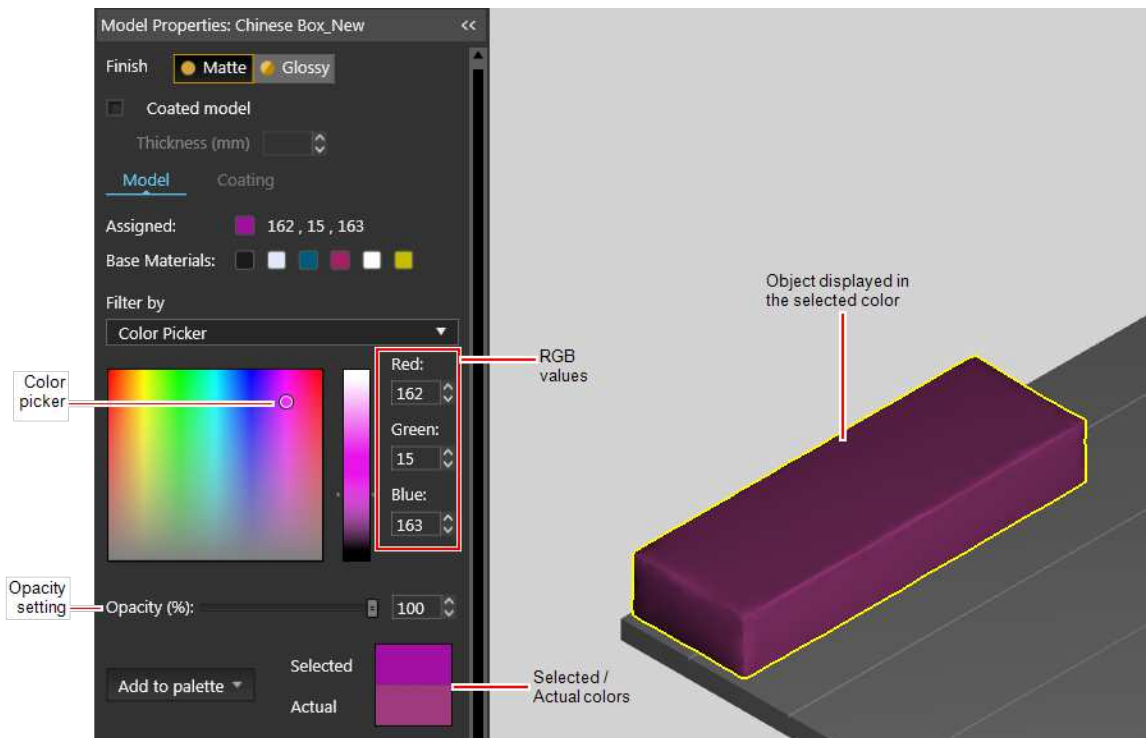 Model Properties: Chinese Box_New <<
Finish Matte Glossy
Coated model
Thickness (mm)
Model Coating
Assigned: 162 , 15 , 163
Base Materials:
Filter by
Color Picker
Red:
162
Green:
15
Blue:
163
Opacity (%): 100
Add to palette
Selected
Actual
Color
picker
Opacity
setting
RGB
values
Selected /
Actual colors
Object displayed in
the selected color